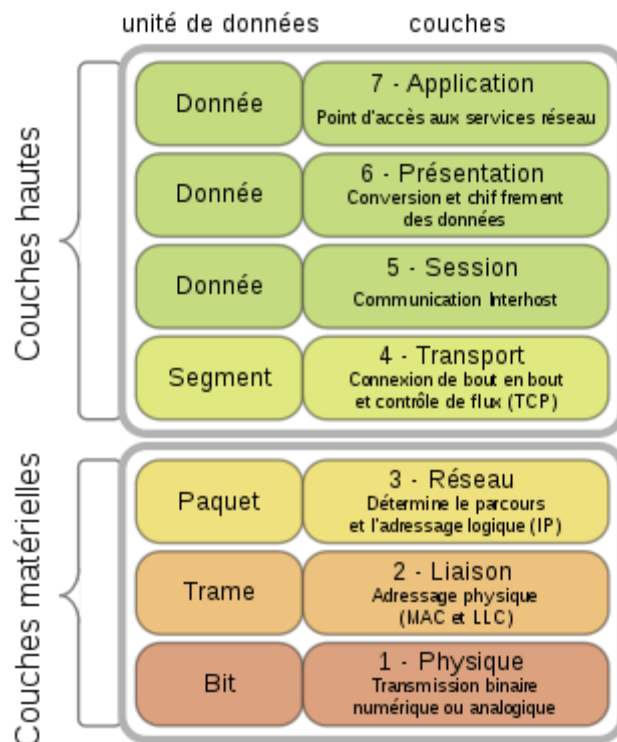 unité de données couches
Couches hautes
Donnée
7 - Application
Point d'accès aux services réseau
Donnée
6 - Présentation
Conversion et chiffrement
des données
Donnée
5 - Session
Communication Interhost
Segment
4 - Transport
Connexion de bout en bout
et contrôle de flux (TCP)
Couches matérielles
Paquet
3 - Réseau
Détermine le parcours
et l'adressage logique (IP)
Trame
2 - Liaison
Adressage physique
(MAC et LLC)
Bit
1 - Physique
Transmission binaire
numérique ou analogique